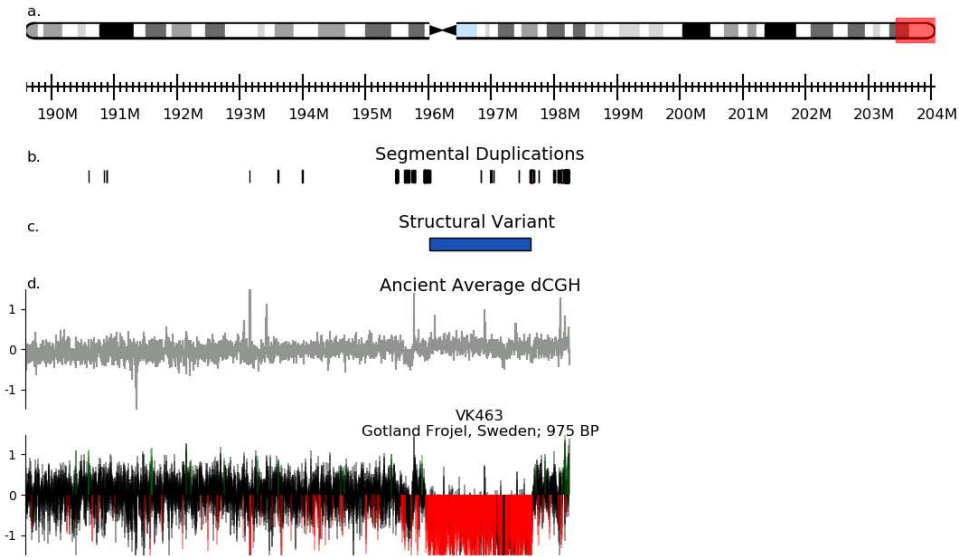 a.
190M 191M 192M 193M 194M 195M 196M 197M 198M 199M 200M 201M 202M 203M 204M
b.
Segmental Duplications
c.
Structural Variant
d.
Ancient Average dCGH
1
0
-1
VK463
Gotland Frojel, Sweden; 975 BP
1
0
-1